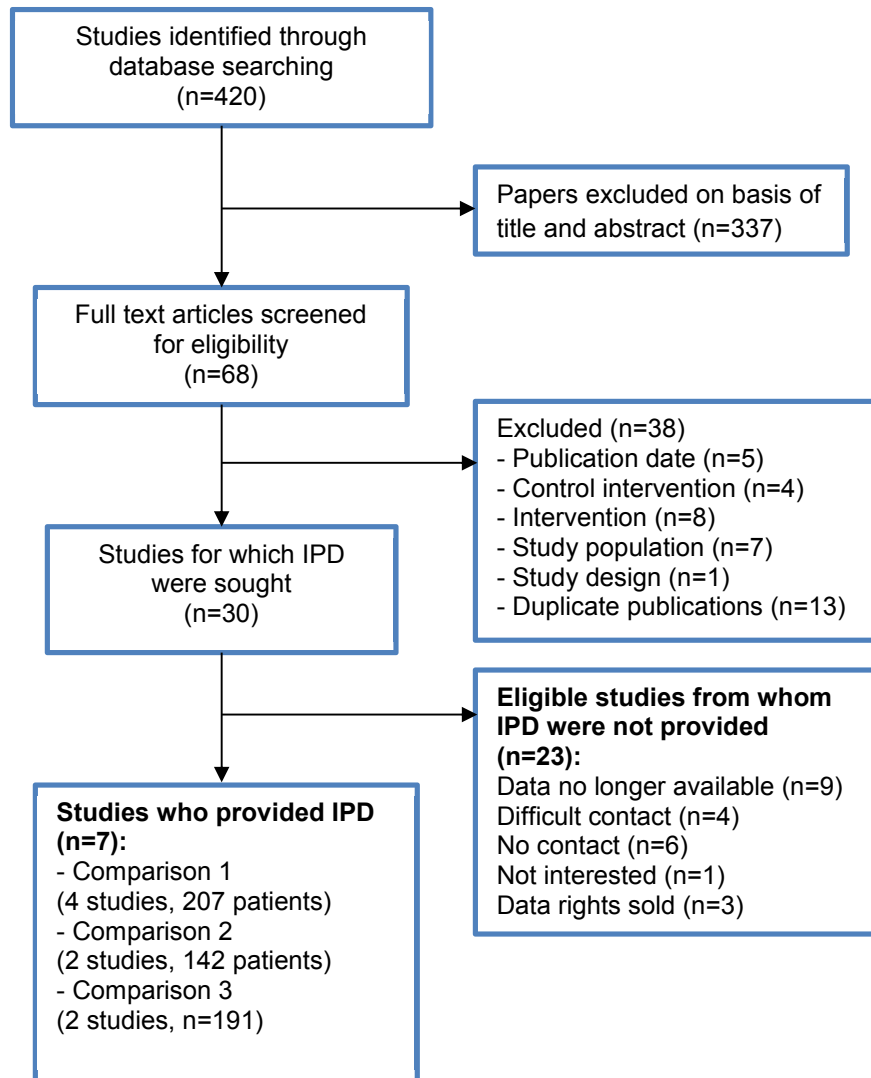 Studies identified through
database searching
(n=420)
Papers excluded on basis of
title and abstract (n=337)
Full text articles screened
for eligibility
(n=68)
Excluded (n=38)
- Publication date (n=5)
- Control intervention (n=4)
- Intervention (n=8)
- Study population (n=7)
- Study design (n=1)
- Duplicate publications (n=13)
Studies for which IPD
were sought
(n=30)
Eligible studies from whom
IPD were not provided
(n=23):
Data no longer available (n=9)
Difficult contact (n=4)
No contact (n=6)
Not interested (n=1)
Data rights sold (n=3)
Studies who provided IPD
(n=7):
- Comparison 1
(4 studies, 207 patients)
- Comparison 2
(2 studies, 142 patients)
- Comparison 3
(2 studies, n=191)